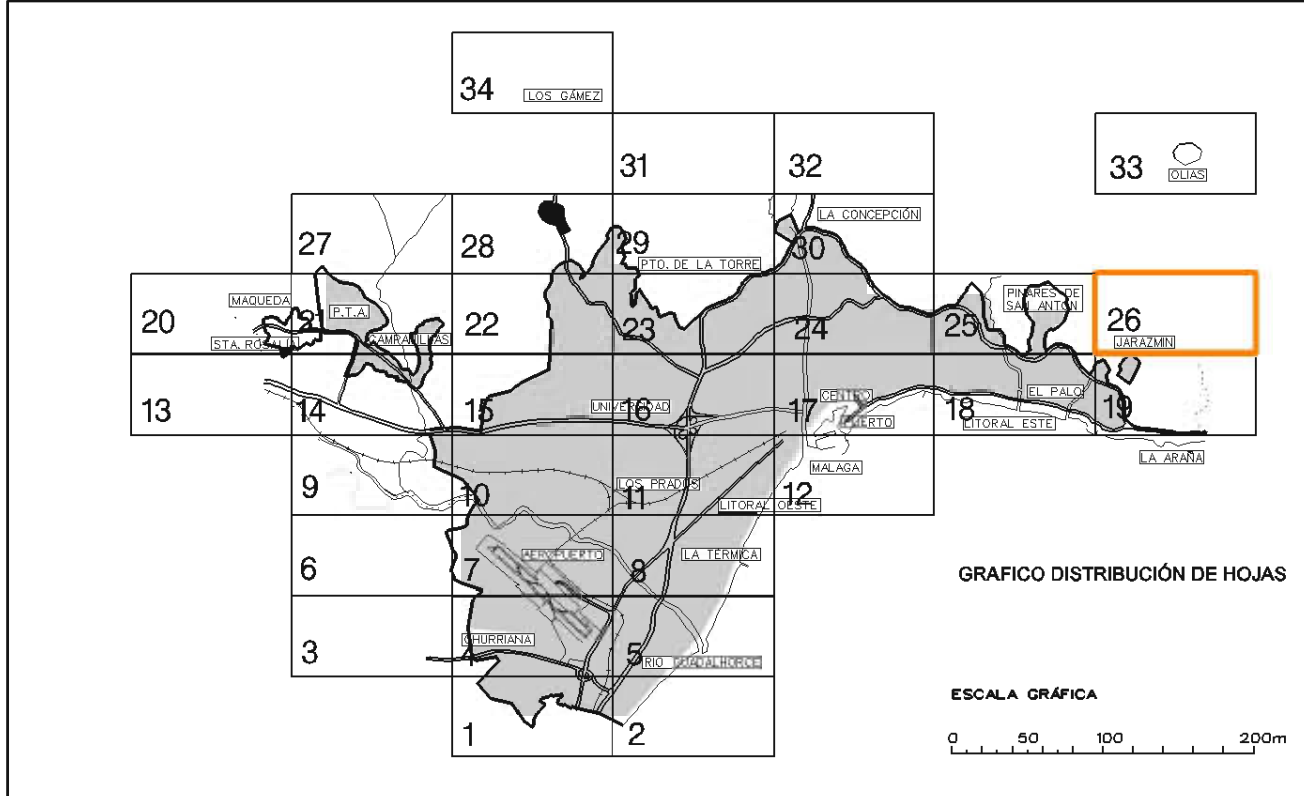 34 LOS GÁMEZ
31
32
33 OLIAS
27
28
29
LA CONCEPCIÓN
30
PTO. DE LA TORRE
20
MAQUEDA
P.T.A.
STA. ROSALIA
CAMPANILLAS
22
23
24
25
PINARES DE
SAN ANTÓN
26
JARAZMIN
13
14
15
UNIVERSIDAD
16
17
CENTRO
PUERTO
18
EL PALO
LITORAL ESTE
19
LA ARAÑA
MALAGA
9
10
LOS PRADOS
11
LITORAL OESTE
12
6
7
AEROPUERTO
8
LA TÉRMICA
GRAFICO DISTRIBUCIÓN DE HOJAS
3
CHURRIANA
5
RIO GUADALHORCE
1
2
ESCALA GRÁFICA
0 50 100 200m